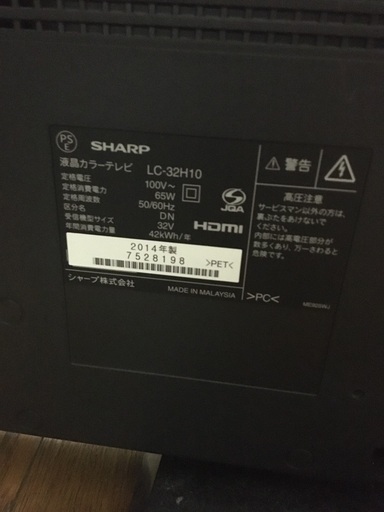 PS
E
SHARP
液晶カラーテレビ LC-32H10
定格電圧 100V～
定格消費電力 65W
定格周波数 50/60Hz
区分名 DN
受信機型サイズ 32V
年間消費電力量 42kWh/年
JQA
HDMI
2014年製
7528198
>PET<
シャープ株式会社
MADE IN MALAYSIA
>PC<
警告
高圧注意
サービスマン以外の方は、
裏ぶたをあけないで
ください。
内部には高電圧部分が
数多くあり、万一さわると
危険です。